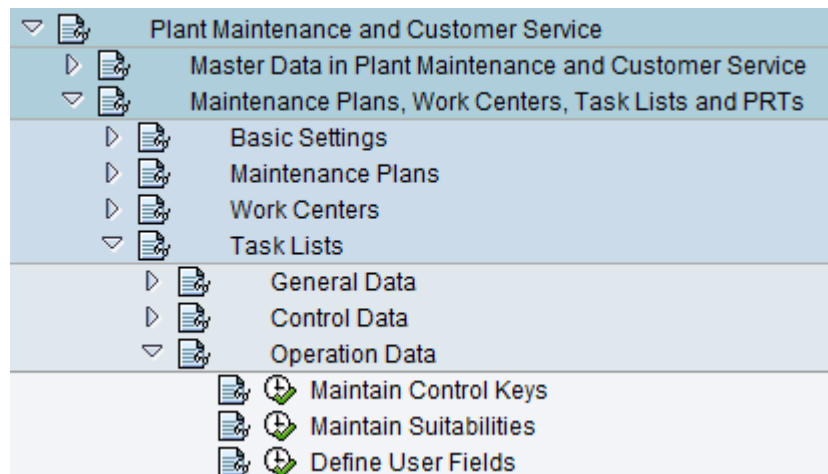 Plant Maintenance and Customer Service
Master Data in Plant Maintenance and Customer Service
Maintenance Plans, Work Centers, Task Lists and PRTs
Basic Settings
Maintenance Plans
Work Centers
Task Lists
General Data
Control Data
Operation Data
Maintain Control Keys
Maintain Suitabilities
Define User Fields